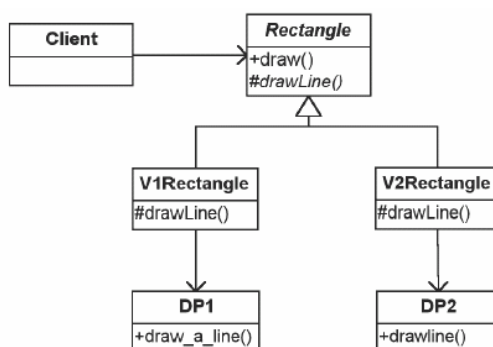 Client
Rectangle
+draw()
#drawLine()
V1Rectangle
#drawLine()
V2Rectangle
#drawLine()
DP1
+draw_a_line()
DP2
+drawline()